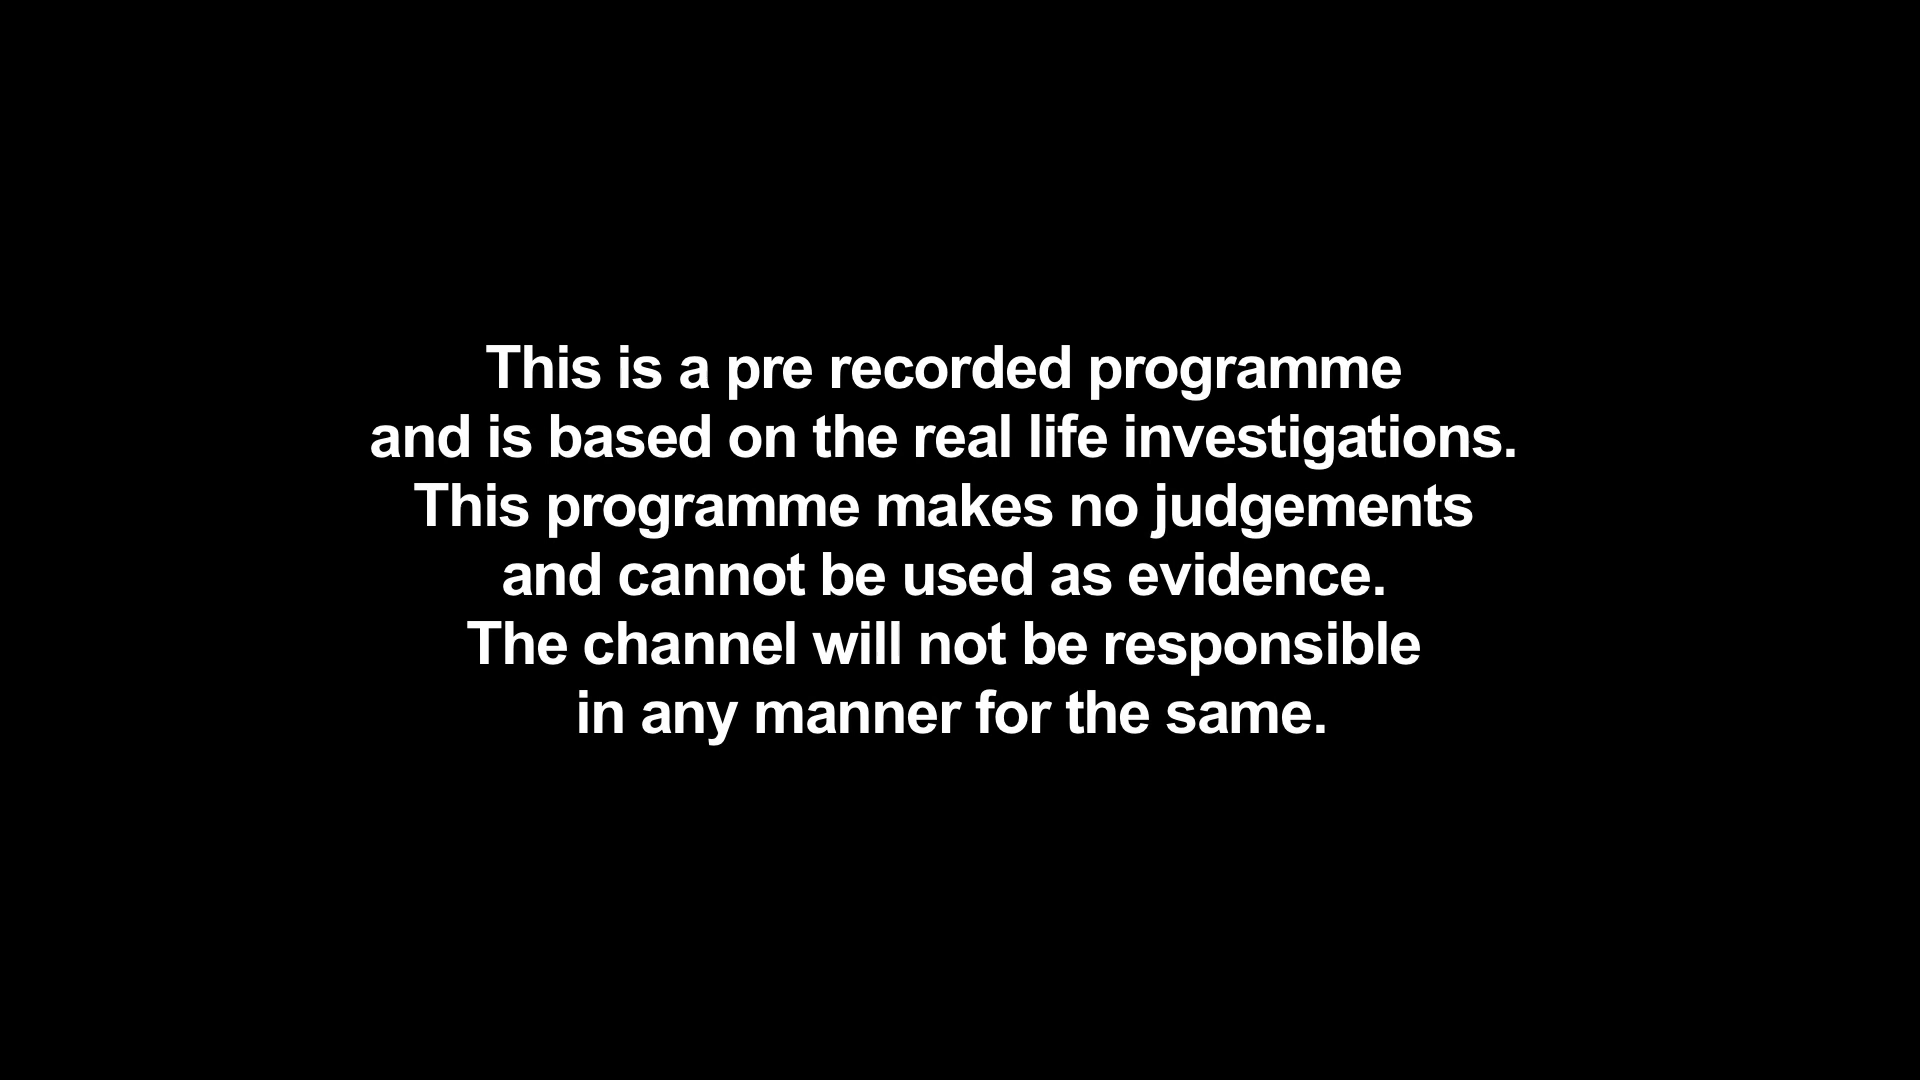 This is a pre recorded programme
and is based on the real life investigations.
This programme makes no judgements
and cannot be used as evidence.
The channel will not be responsible
in any manner for the same.